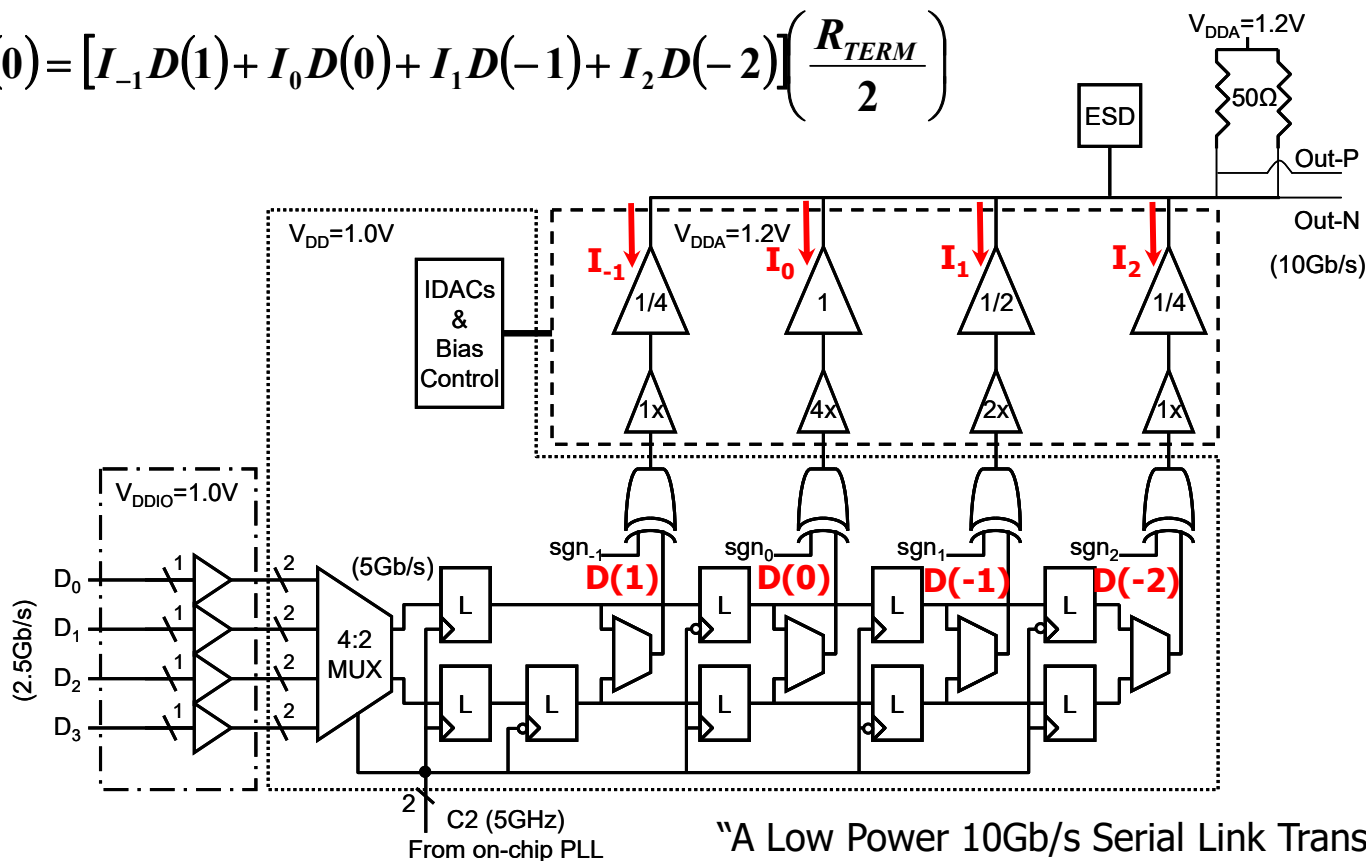 0) = [I₋₁D(1) + I₀D(0) + I₁D(-1) + I₂D(-2)](R_TERM/2)
V_DDA=1.2V
50Ω
ESD
Out-P
Out-N
(10Gb/s)
V_DD=1.0V
V_DDA=1.2V
I₋₁
I₀
I₁
I₂
IDACs
&
Bias
Control
1/4
1
1/2
1/4
1x
4x
2x
1x
V_DDIO=1.0V
sgn₋₁
sgn₀
sgn₁
sgn₂
D(1)
D(0)
D(-1)
D(-2)
(2.5Gb/s)
D₀
D₁
D₂
D₃
1
1
1
1
2
2
2
2
(5Gb/s)
4:2
MUX
L
L
L
L
L
L
L
L
L
2
C2 (5GHz)
From on-chip PLL
"A Low Power 10Gb/s Serial Link Trans